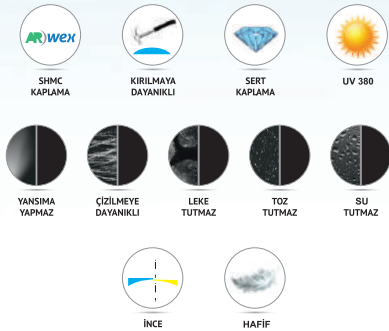 ARwex
SHMC
KAPLAMA
KIRILMAYA
DAYANIKLI
SERT
KAPLAMA
UV 380
YANSIMA
YAPMAZ
ÇİZİLMEYE
DAYANIKLI
LEKE
TUTMAZ
TOZ
TUTMAZ
SU
TUTMAZ
İNCE
HAFİF